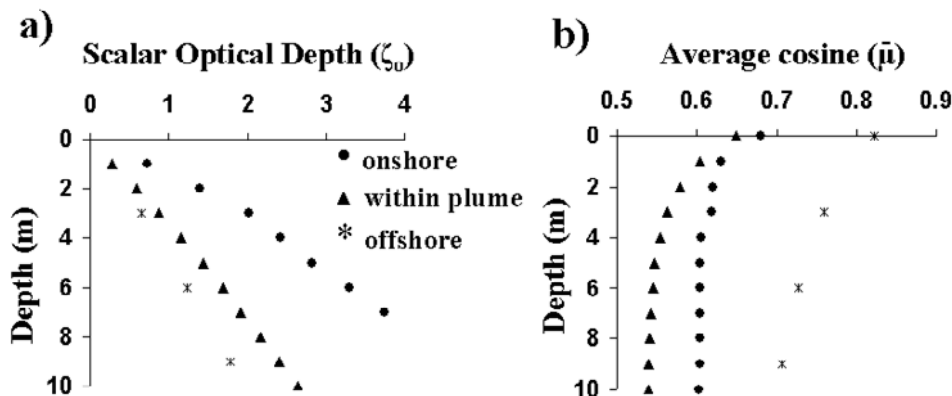 a)
Scalar Optical Depth (ζ₀)
0 1 2 3 4
0
2
4
6
8
10
Depth (m)
onshore
within plume
offshore
b)
Average cosine (μ̄)
0.5 0.6 0.7 0.8 0.9
0
2
4
6
8
10
Depth (m)